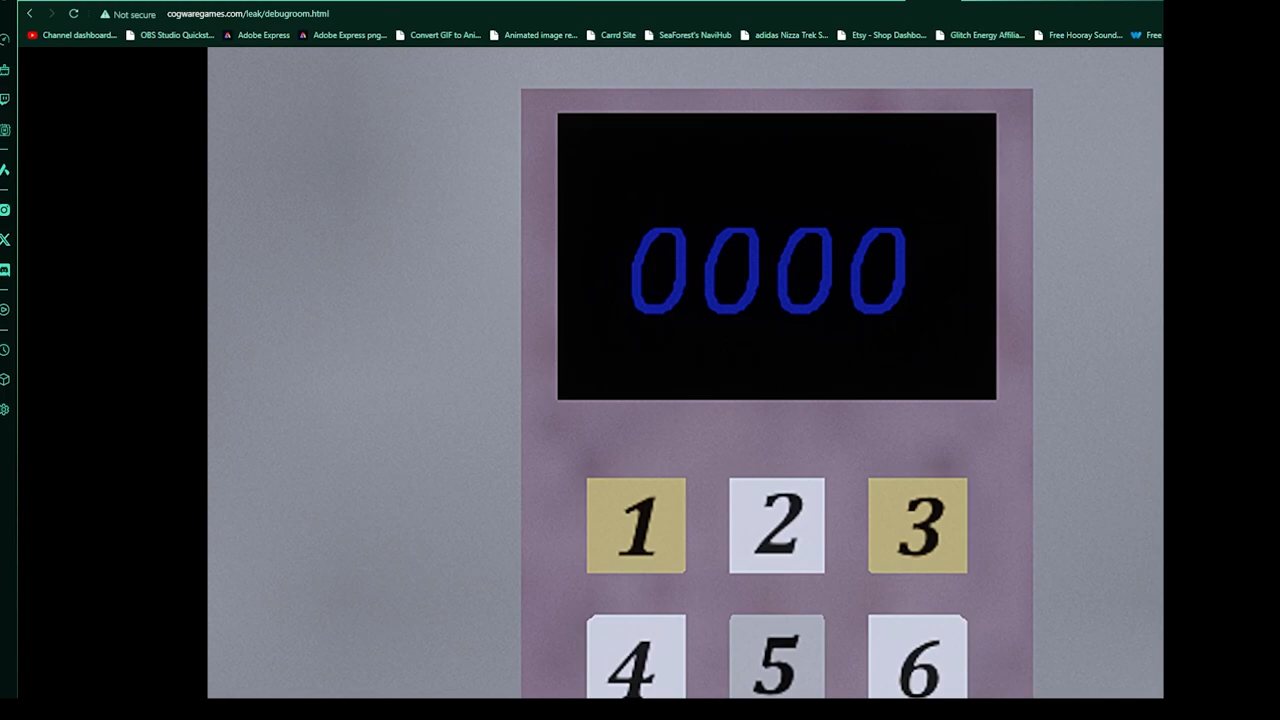 Not secure cogwaregames.com/leak/debugroom.html
Channel dashboard... OBS Studio Quickst... Adobe Express Adobe Express png... Convert GIF to Ani... Animated image re... Carrd Site SeaForest's NaviHub adidas Nizza Trek S... Etsy - Shop Dashbo... Glitch Energy Affilia... Free Hooray Sound... Free
0000
1 2 3
4 5 6